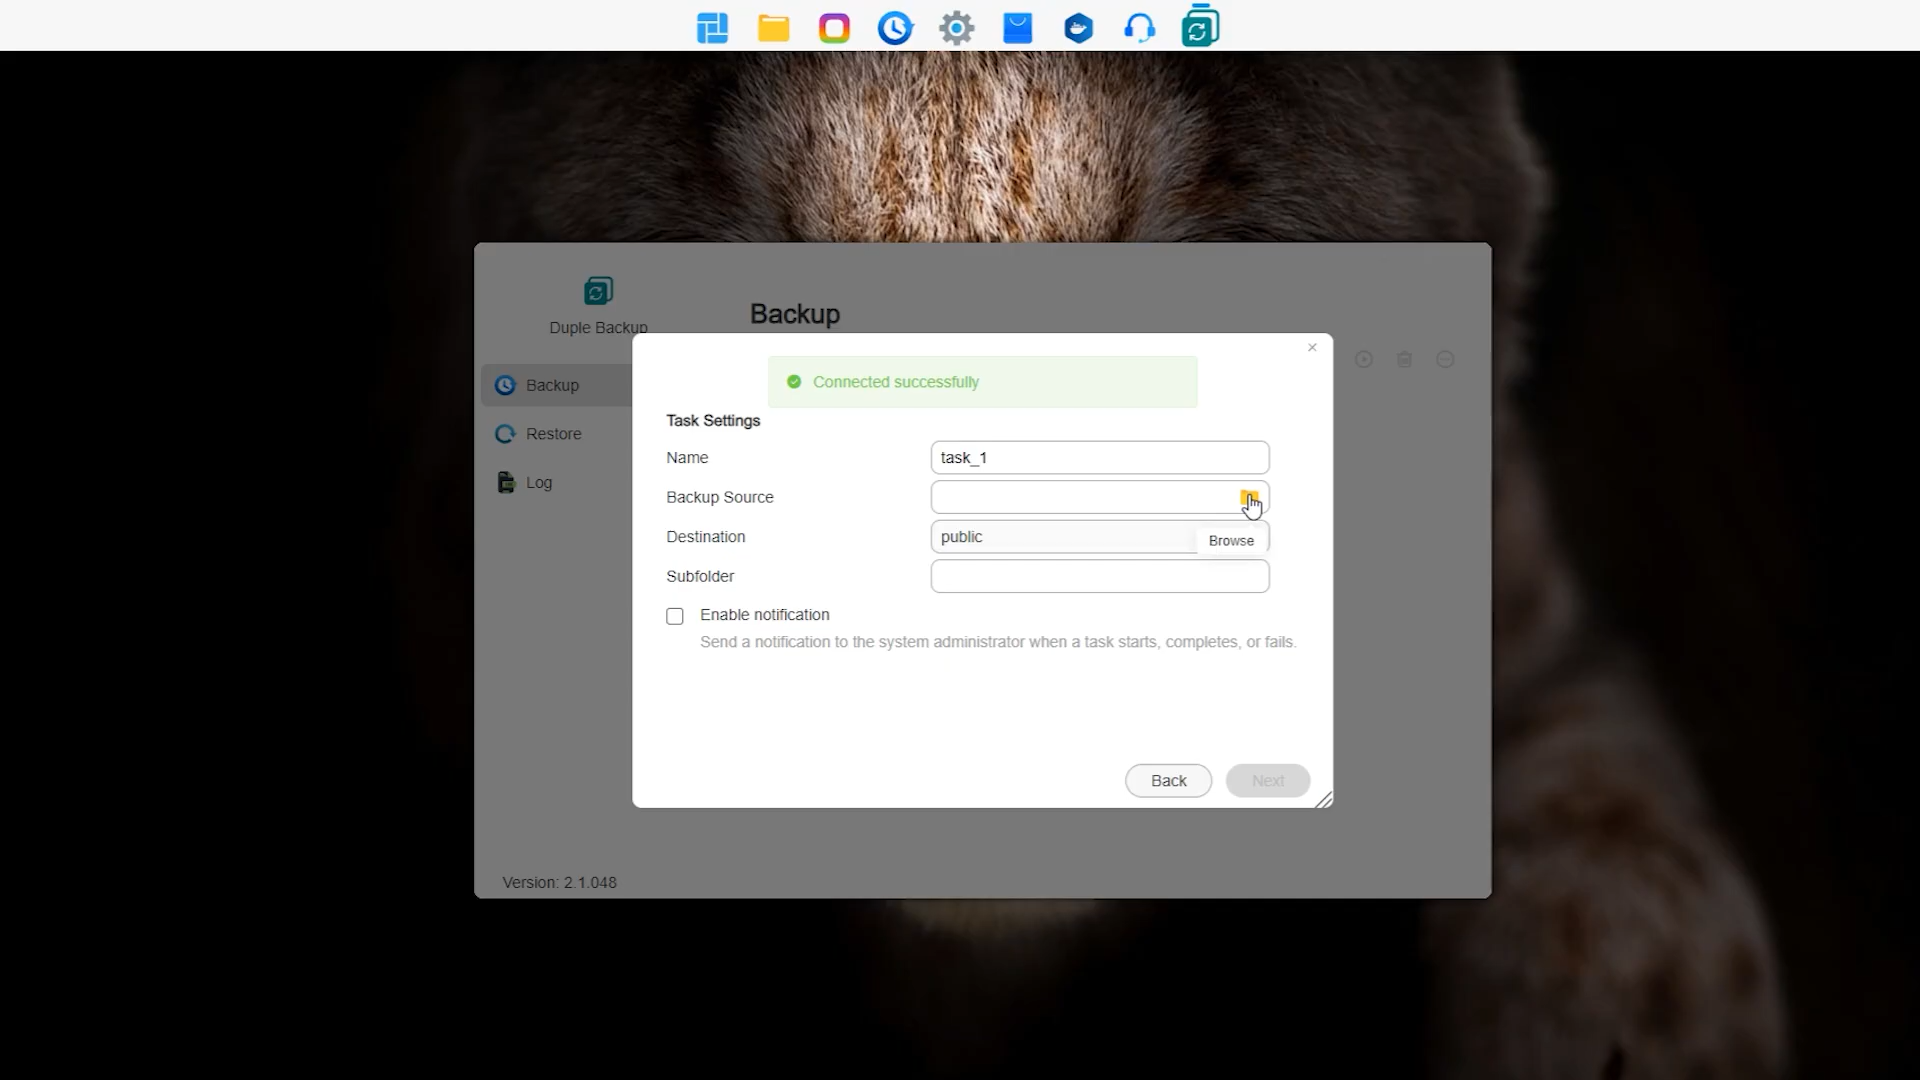 Duple Backup
Backup
Backup
Restore
Log
Connected successfully
Task Settings
Name
task_1
Backup Source
Destination
public
Browse
Subfolder
Enable notification
Send a notification to the system administrator when a task starts, completes, or fails.
Back
Next
Version: 2.1.048